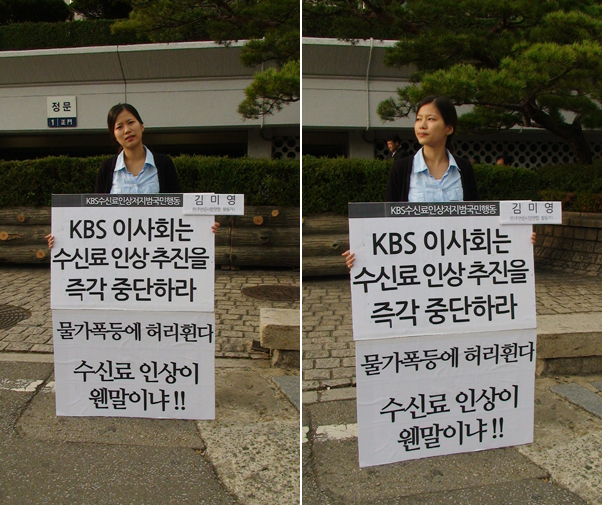 정문
1 正門
KBS수신료인상저지범국민행동
김 미 영
KBS 이사회는
수신료 인상 추진을
즉각 중단하라
물가폭등에 허리휜다
수신료 인상이
웬말이냐 !!
KBS수신료인상저지범국민행동
김 미 영
KBS 이사회는
수신료 인상 추진을
즉각 중단하라
물가폭등에 허리휜다
수신료 인상이
웬말이냐 !!